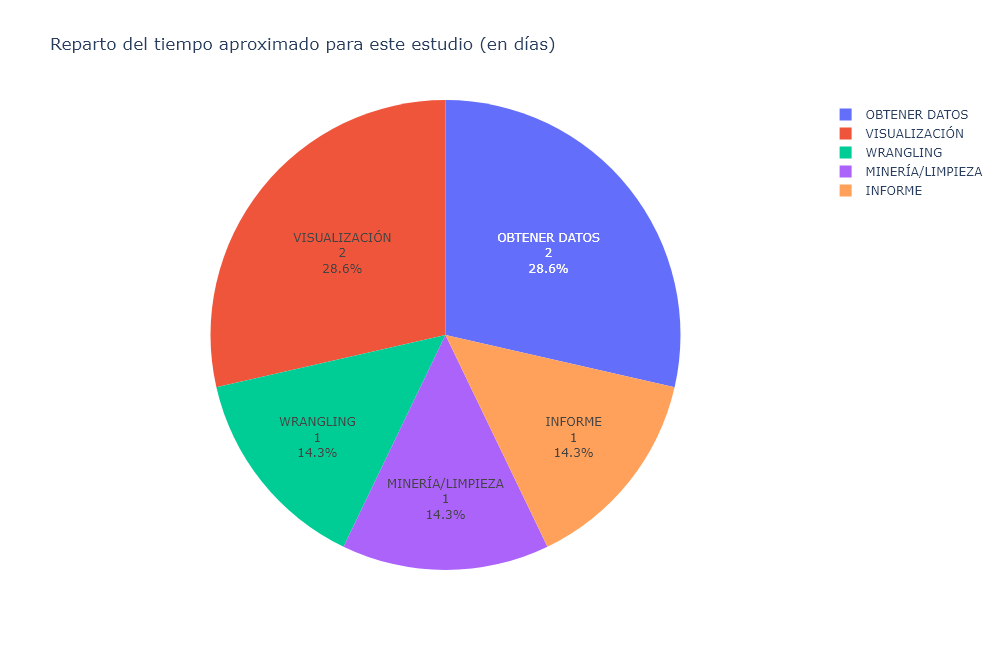 Reparto del tiempo aproximado para este estudio (en días)
OBTENER DATOS
VISUALIZACIÓN
WRANGLING
MINERÍA/LIMPIEZA
INFORME
VISUALIZACIÓN
2
28.6%
OBTENER DATOS
2
28.6%
WRANGLING
1
14.3%
INFORME
1
14.3%
MINERÍA/LIMPIEZA
1
14.3%